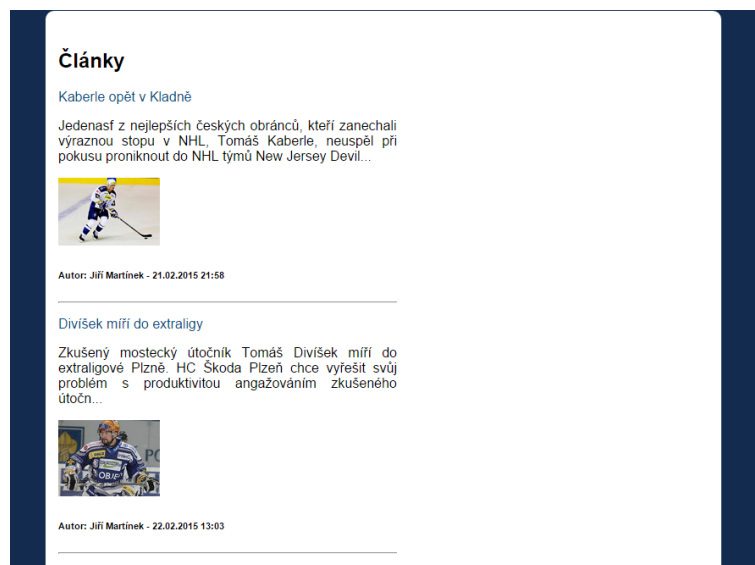 Články
Kaberle opět v Kladně
Jedenasf z nejlepších českých obránců, kteří zanechali
výraznou stopu v NHL, Tomáš Kaberle, neuspěl při
pokusu proniknout do NHL týmů New Jersey Devil...
Autor: Jiří Martínek - 21.02.2015 21:58
Divíšek míří do extraligy
Zkušený mostecký útočník Tomáš Divíšek míří do
extraligové Plzně. HC Škoda Plzeň chce vyřešit svůj
problém s produktivitou angažováním zkušeného
útočn...
OBJE
Autor: Jiří Martínek - 22.02.2015 13:03